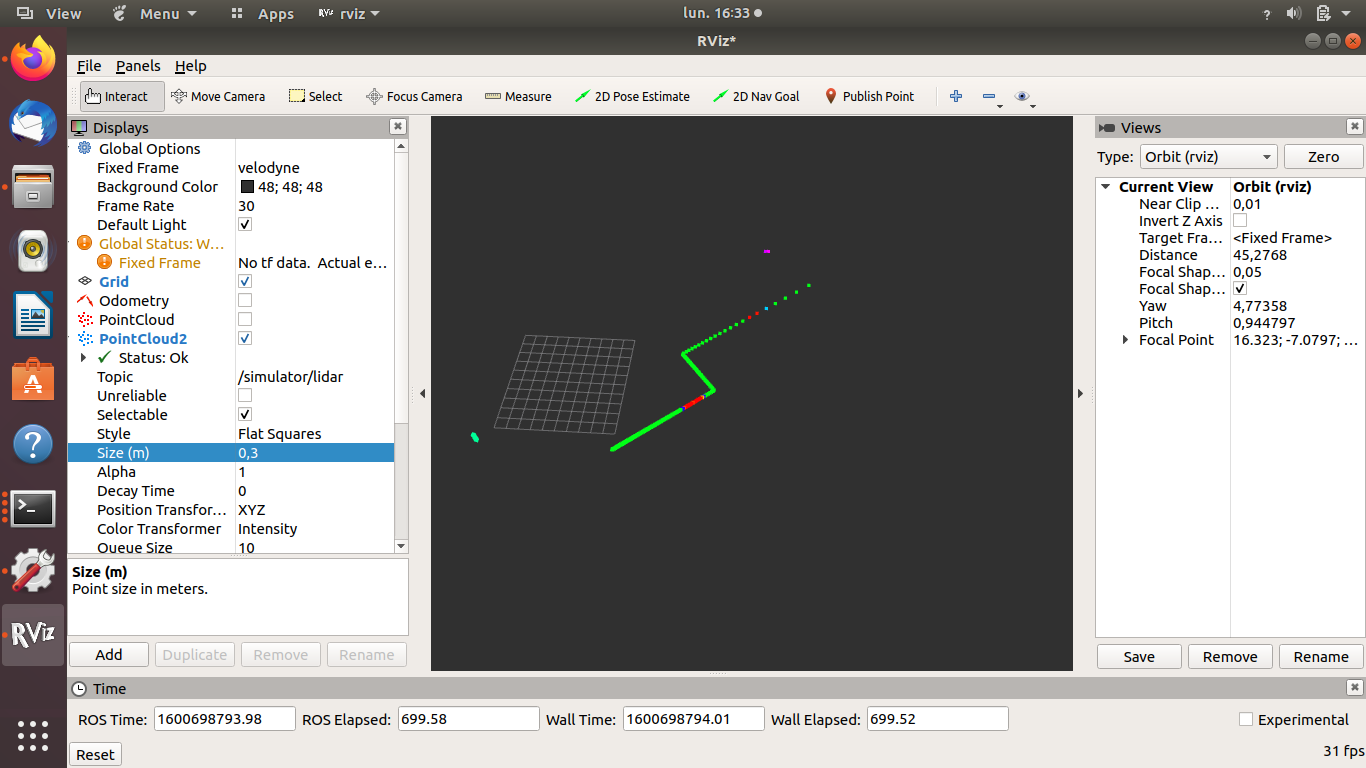 View Menu Apps rviz lun. 16:33
RViz*
File Panels Help
Interact Move Camera Select Focus Camera Measure 2D Pose Estimate 2D Nav Goal Publish Point
Displays
Global Options
Fixed Frame velodyne
Background Color 48; 48; 48
Frame Rate 30
Default Light
Global Status: W...
Fixed Frame No tf data.  Actual e...
Grid
Odometry
PointCloud
PointCloud2
Status: Ok
Topic /simulator/lidar
Unreliable
Selectable
Style Flat Squares
Size (m) 0,3
Alpha 1
Decay Time 0
Position Transfor... XYZ
Color Transformer Intensity
Queue Size 10
Size (m)
Point size in meters.
Add Duplicate Remove Rename
Views
Type: Orbit (rviz) Zero
Current View Orbit (rviz)
Near Clip ... 0,01
Invert Z Axis
Target Fra... <Fixed Frame>
Distance 45,2768
Focal Shap... 0,05
Focal Shap...
Yaw 4,77358
Pitch 0,944797
Focal Point 16.323; -7.0797; ...
Save Remove Rename
Time
ROS Time: 1600698793.98 ROS Elapsed: 699.58 Wall Time: 1600698794.01 Wall Elapsed: 699.52 Experimental
Reset 31 fps
RViz